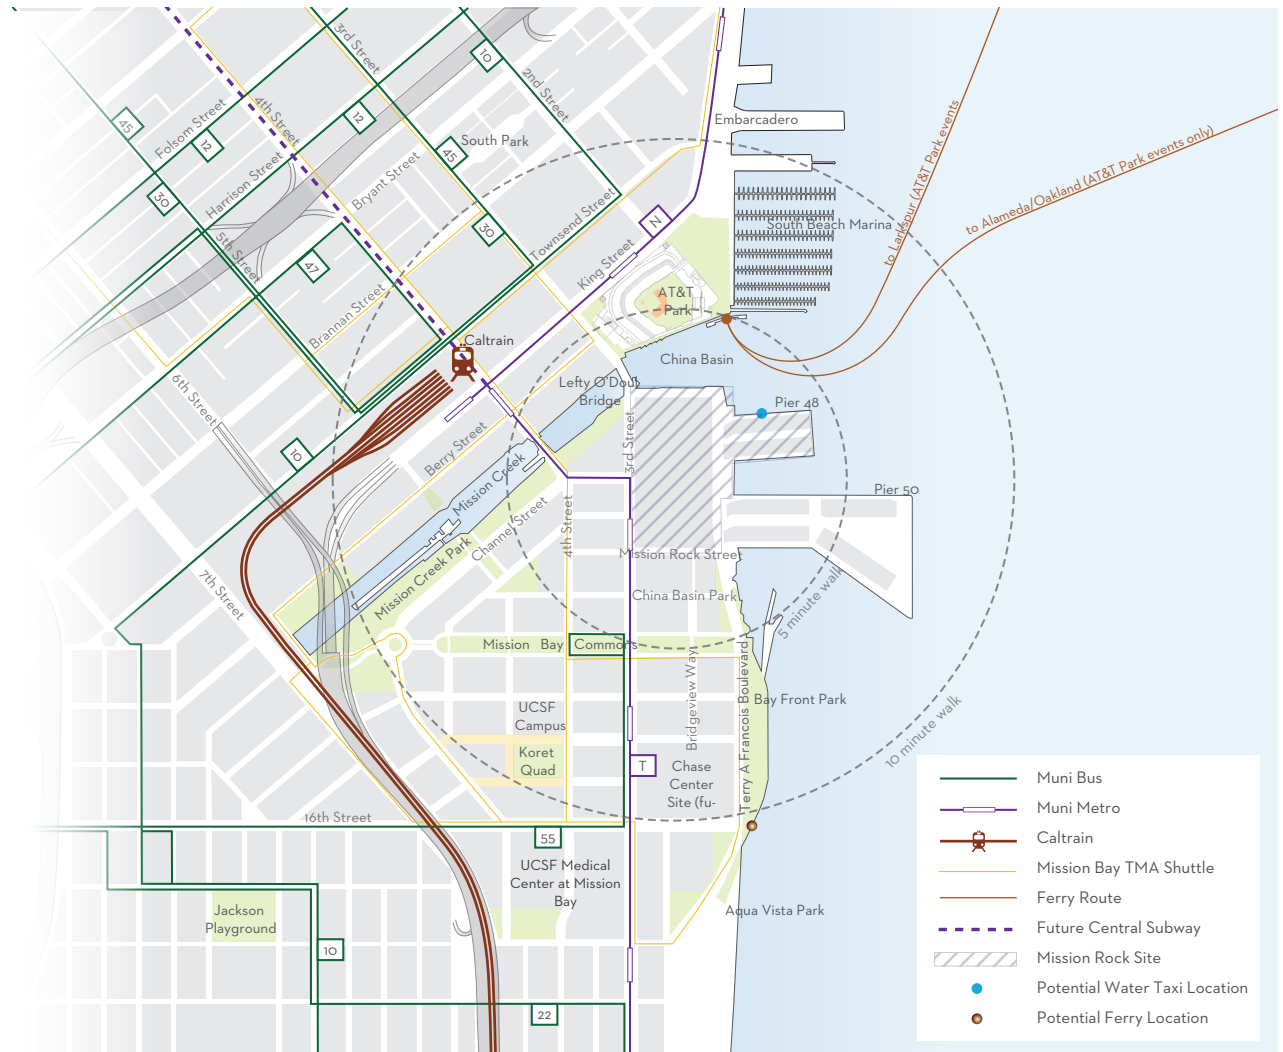 3rd Street
10
2nd Street
45
Folsom Street
4th Street
12
12
Embarcadero
South Park
45
Harrison Street
Bryant Street
30
to Larkspur (AT&T Park events
to Alameda/Oakland (AT&T Park events only)
N
30
Townsend Street
South Beach Marina
5th Street
47
King Street
AT&T
Park
Brannan Street
Caltrain
China Basin
6th Street
Lefty O'Doul
Bridge
Pier 48
3rd Street
10
Berry Street
Mission Creek
Pier 50
Channel Street
4th Street
Mission Rock Street
7th Street
Mission Creek Park
China Basin Park
5 minute walk
Mission Bay Commons
Bridgeview Way
Terry A Francois Boulevard
Bay Front Park
UCSF
Campus
10 minute walk
Koret
Quad
T
Chase
Center
Site (fu-
16th Street
55
UCSF Medical
Center at Mission
Bay
Jackson
Playground
Aqua Vista Park
10
22
Muni Bus
Muni Metro
Caltrain
Mission Bay TMA Shuttle
Ferry Route
Future Central Subway
Mission Rock Site
Potential Water Taxi Location
Potential Ferry Location